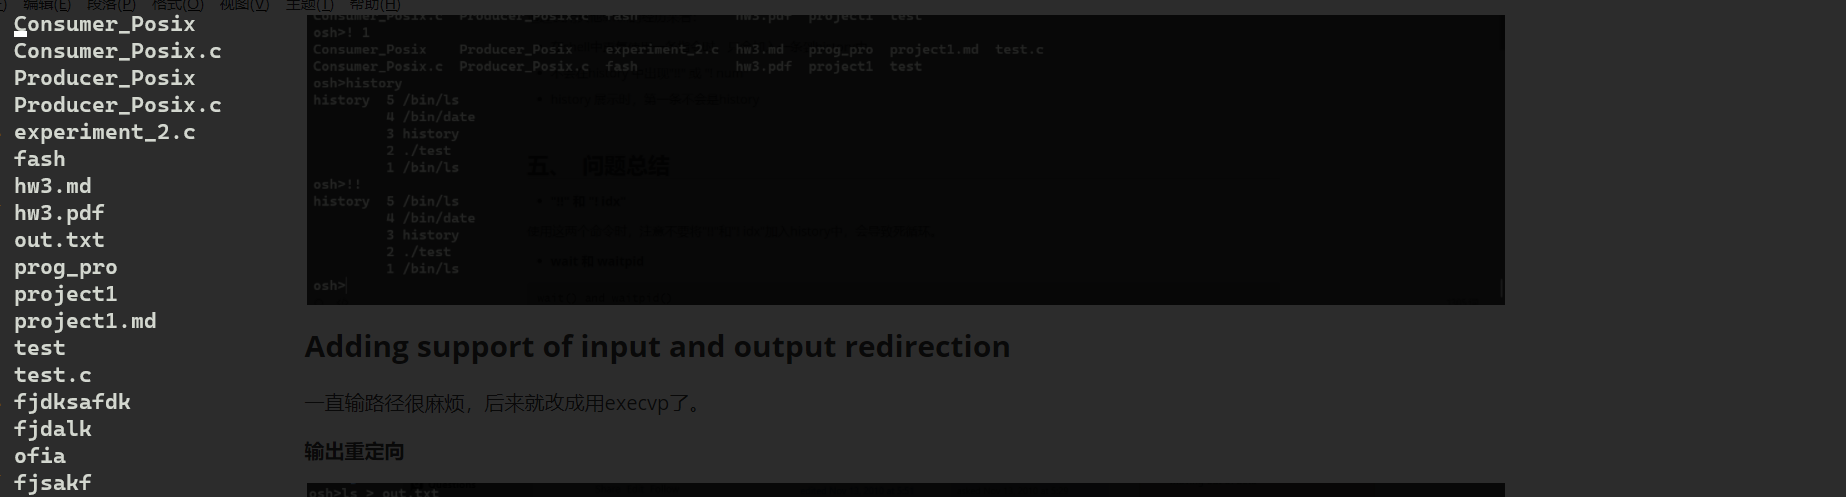 编辑(E) 段落(P) 格式(O) 视图(V) 主题(T) 帮助(H)
Consumer_Posix
Consumer_Posix.c
Producer_Posix
Producer_Posix.c
experiment_2.c
fash
hw3.md
hw3.pdf
out.txt
prog_pro
project1
project1.md
test
test.c
fjdksafdk
fjdalk
ofia
fjsakf
Consumer_Posix.c Producer_Posix.c fash hw3.pdf project1 test
osh>! 1
Consumer_Posix Producer_Posix experiment_2.c hw3.md prog_pro project1.md test.c
Consumer_Posix.c Producer_Posix.c fash hw3.pdf project1 test
osh>history
history 5 /bin/ls
4 /bin/date
3 history
2 ./test
1 /bin/ls
osh>!!
history 5 /bin/ls
4 /bin/date
3 history
2 ./test
1 /bin/ls
osh>
五、 问题总结
Adding support of input and output redirection
一直输路径很麻烦，后来就改成用execvp了。
输出重定向
osh>ls > out.txt